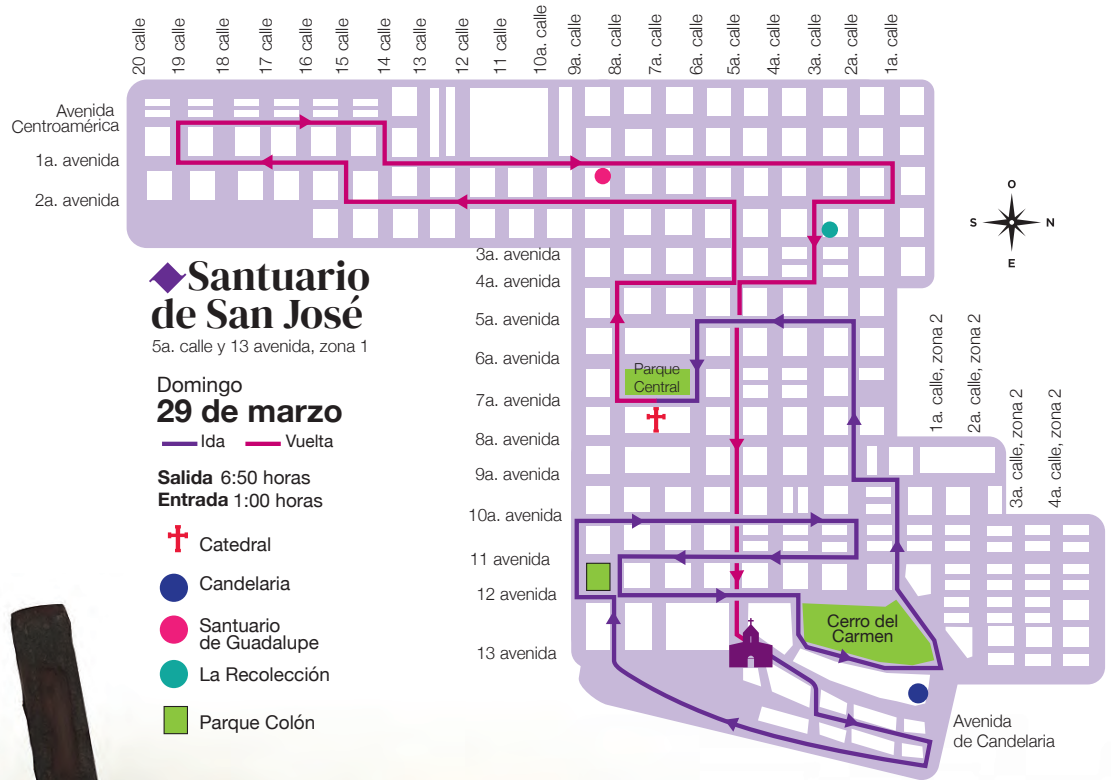 20 calle
19 calle
18 calle
17 calle
16 calle
15 calle
14 calle
13 calle
12 calle
11 calle
10a. calle
9a. calle
8a. calle
7a. calle
6a. calle
5a. calle
4a. calle
3a. calle
2a. calle
1a. calle
Avenida
Centroamérica
1a. avenida
2a. avenida
3a. avenida
4a. avenida
5a. avenida
6a. avenida
7a. avenida
8a. avenida
9a. avenida
10a. avenida
11 avenida
12 avenida
13 avenida
O
S
N
E
1a. calle, zona 2
2a. calle, zona 2
3a. calle, zona 2
4a. calle, zona 2
Parque
Central
Cerro del
Carmen
Avenida
de Candelaria
Santuario
de San José
5a. calle y 13 avenida, zona 1
Domingo
29 de marzo
Ida Vuelta
Salida 6:50 horas
Entrada 1:00 horas
Catedral
Candelaria
Santuario
de Guadalupe
La Recolección
Parque Colón